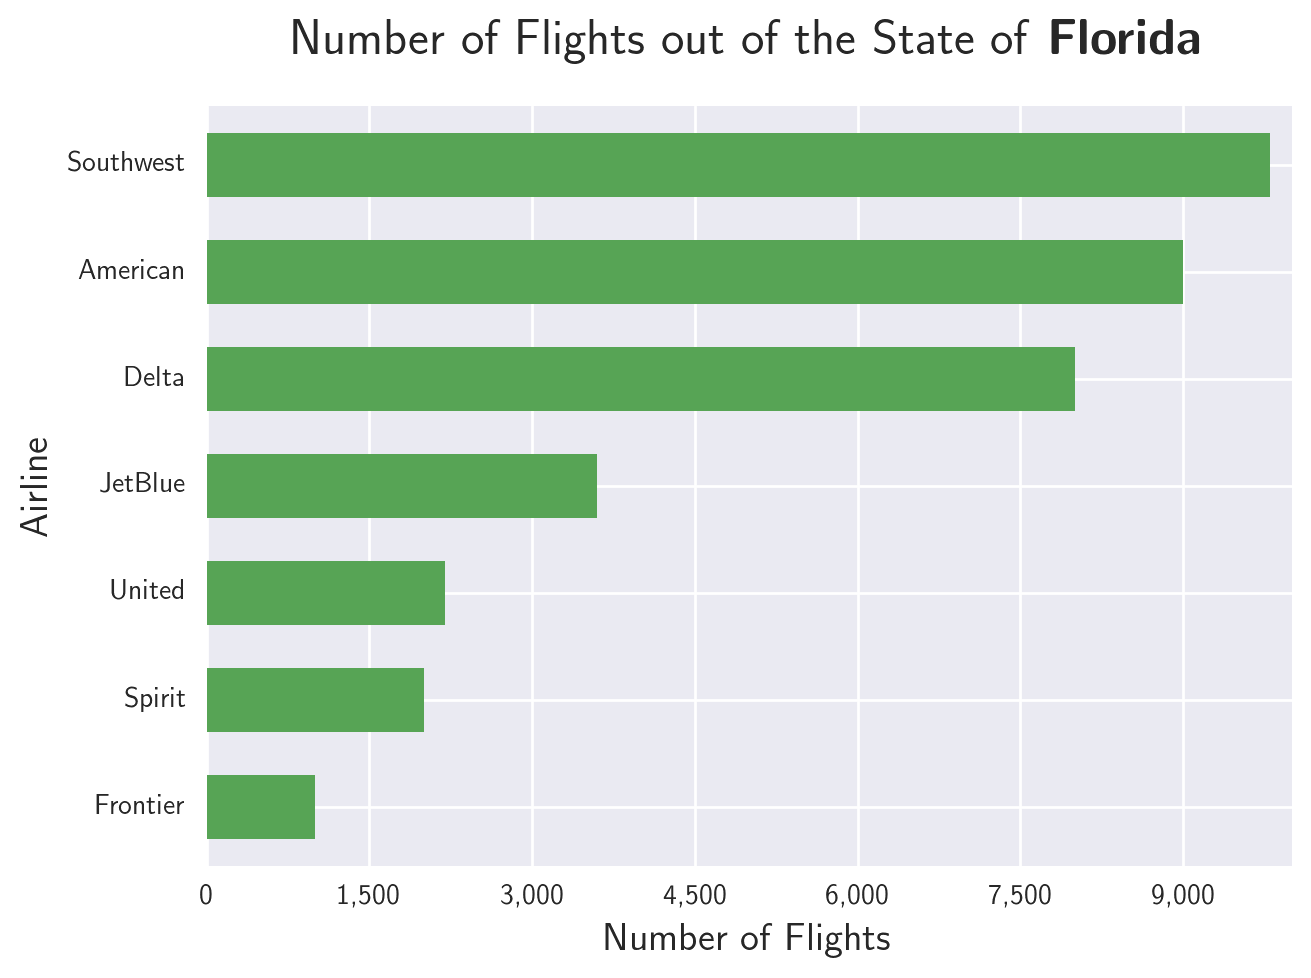 Number of Flights out of the State of Florida
Southwest
American
Delta
JetBlue
United
Spirit
Frontier
Airline
0 1,500 3,000 4,500 6,000 7,500 9,000
Number of Flights